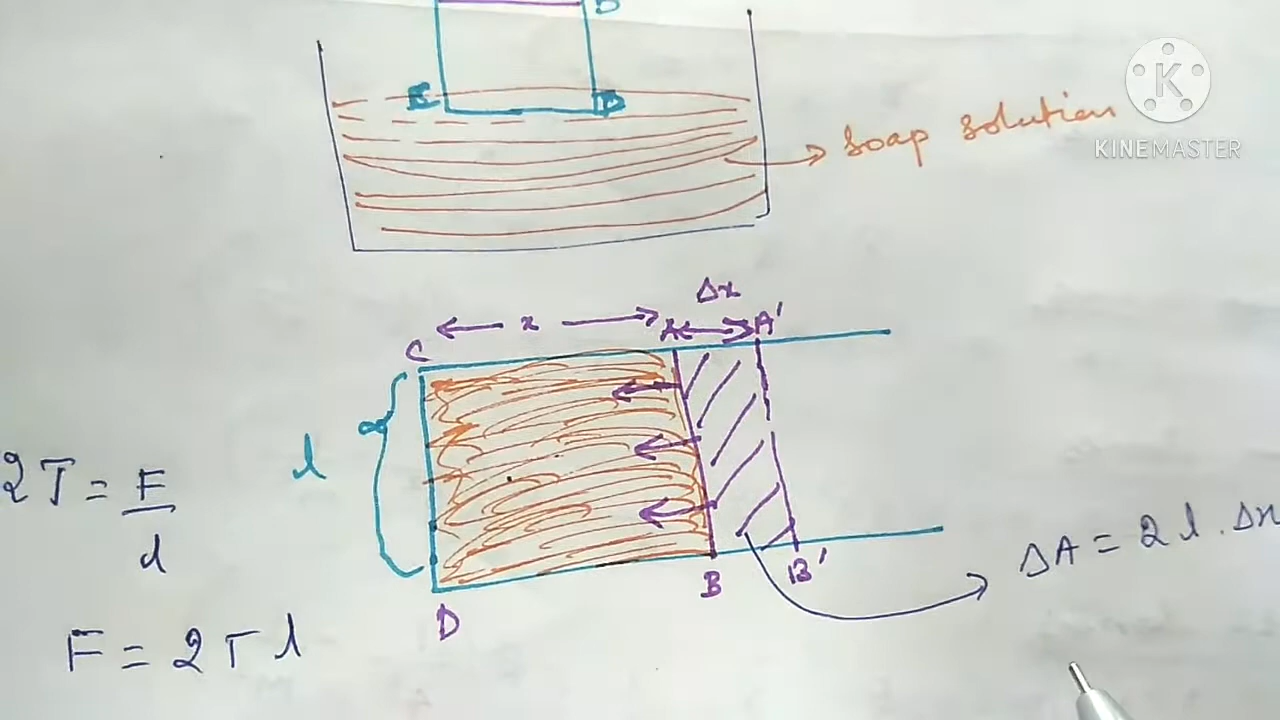 B
E
D
soap solution
K
KINEMASTER
Δx
x
A
A'
C
l
2T = F/l
B
B'
ΔA = 2l.Δx
D
F = 2Tl